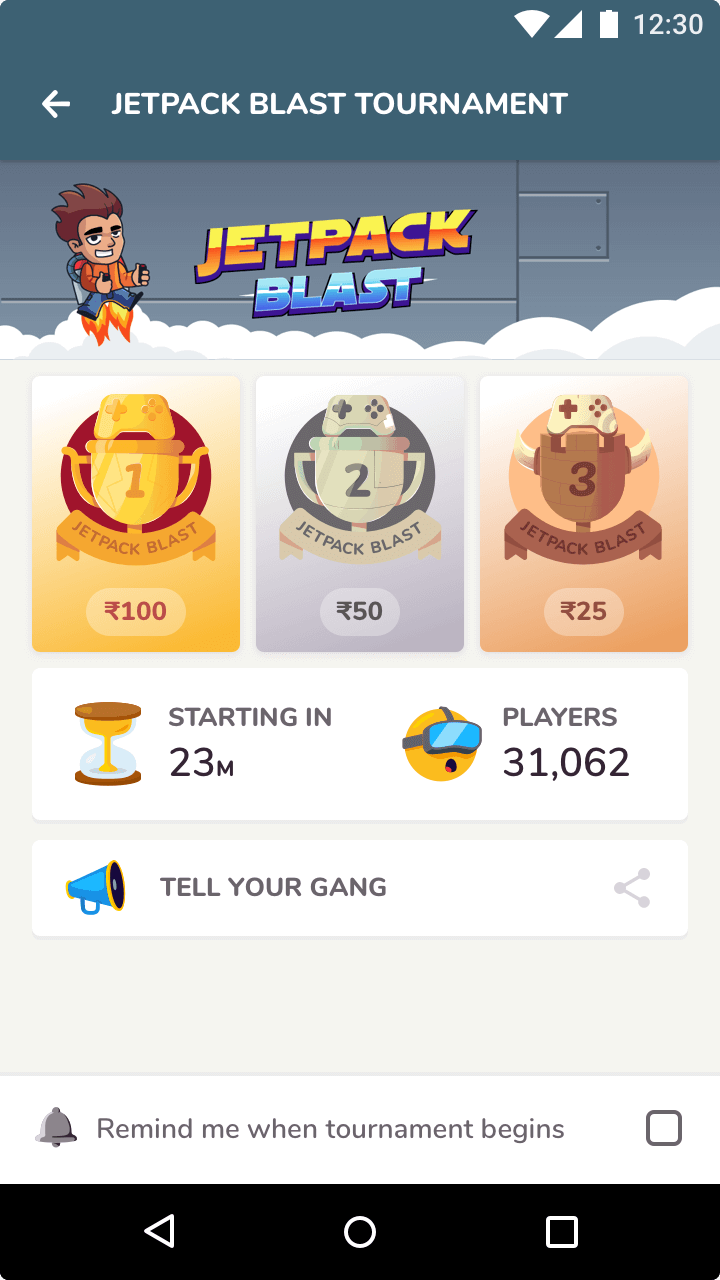 12:30
JETPACK BLAST TOURNAMENT
JETPACK
BLAST
1
JETPACK BLAST
₹100
2
JETPACK BLAST
₹50
3
JETPACK BLAST
₹25
STARTING IN
23M
PLAYERS
31,062
TELL YOUR GANG
Remind me when tournament begins